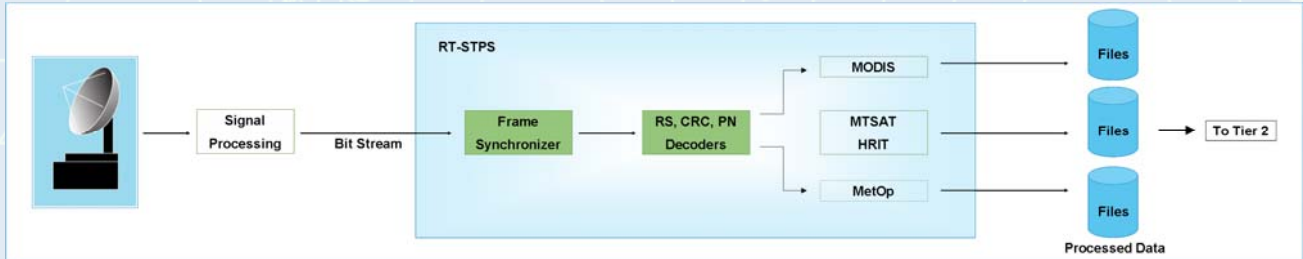 RT-STPS
Signal
Processing
Bit Stream
Frame
Synchronizer
RS, CRC, PN
Decoders
MODIS
MTSAT
HRIT
MetOp
Files
Files
Files
Processed Data
To Tier 2